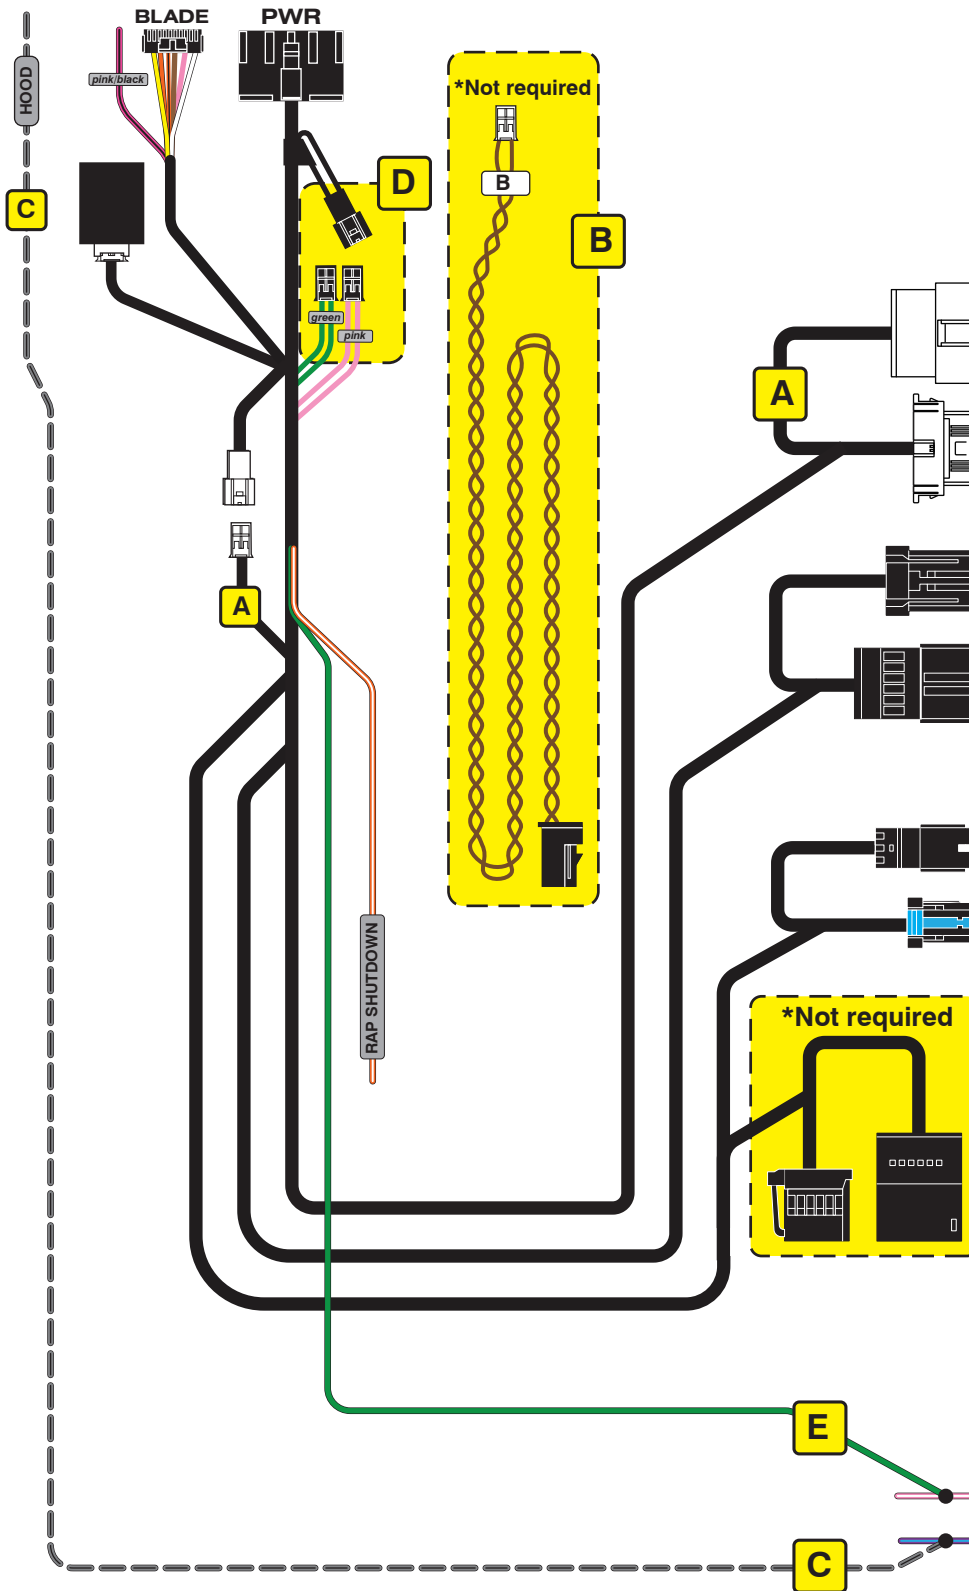 BLADE
PWR
HOOD
pink/black
*Not required
B
C
D
B
green
pink
A
A
RAP SHUTDOWN
*Not required
E
C